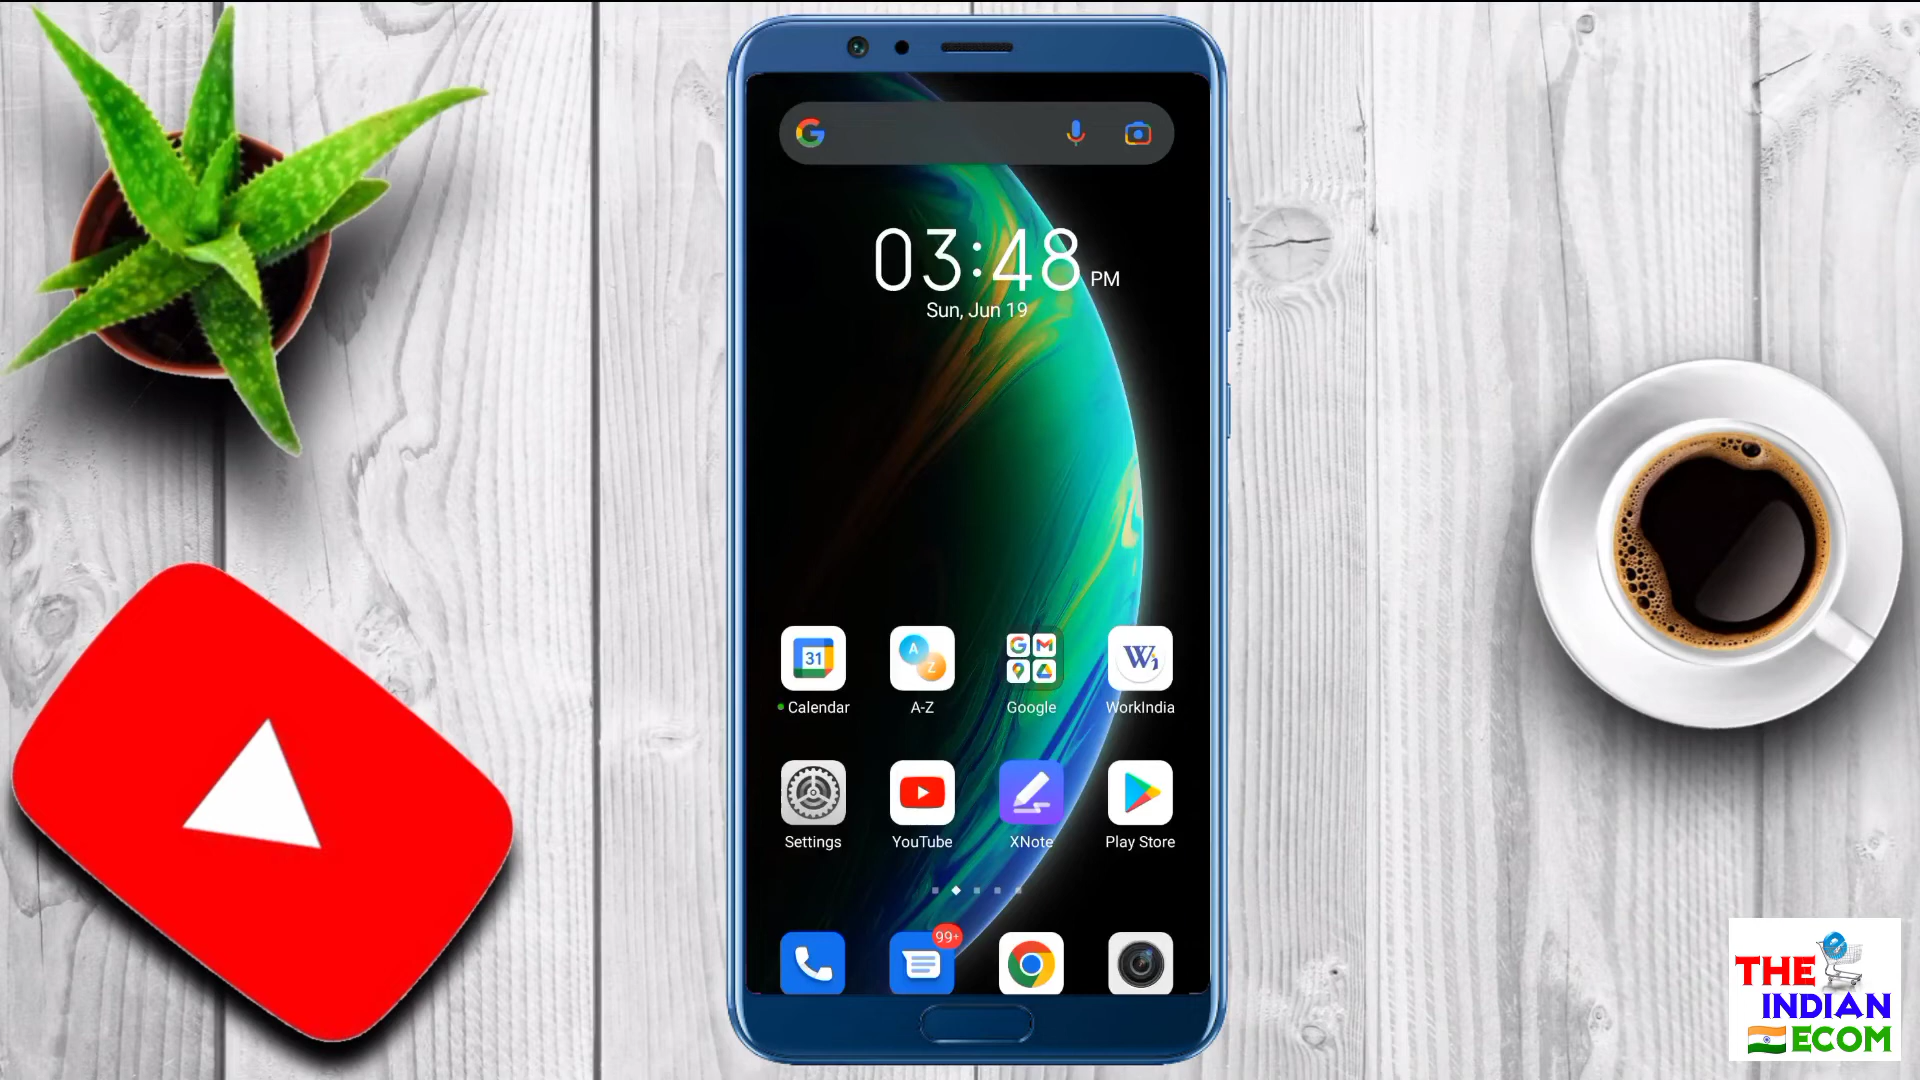 03:48 PM
Sun, Jun 19
31
A
Z
Calendar
A-Z
Google
WorkIndia
W1
Settings
YouTube
XNote
Play Store
99+
THE
INDIAN
ECOM